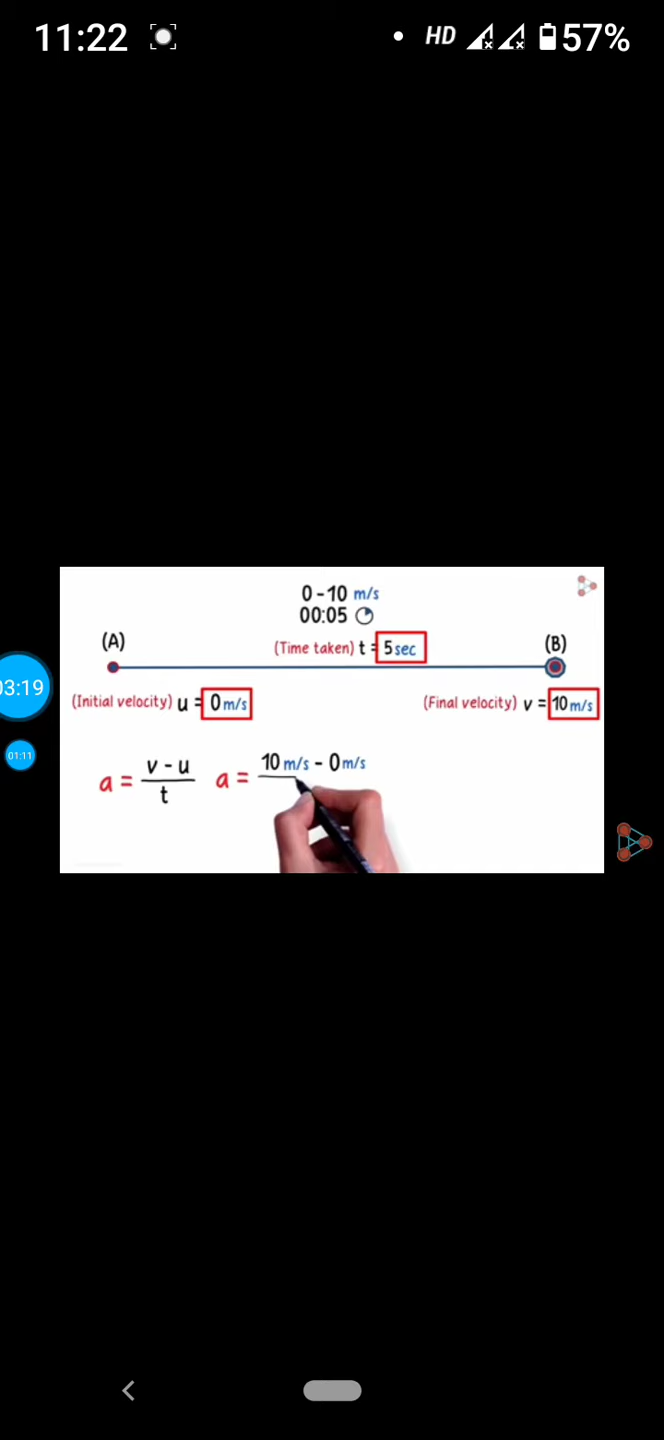 11:22 HD 57%
0 - 10 m/s
00:05
(A) (Time taken) t = 5 sec (B)
(Initial velocity) u = 0 m/s (Final velocity) v = 10 m/s
03:19
01:11
a = v - u / t a = 10 m/s - 0 m/s